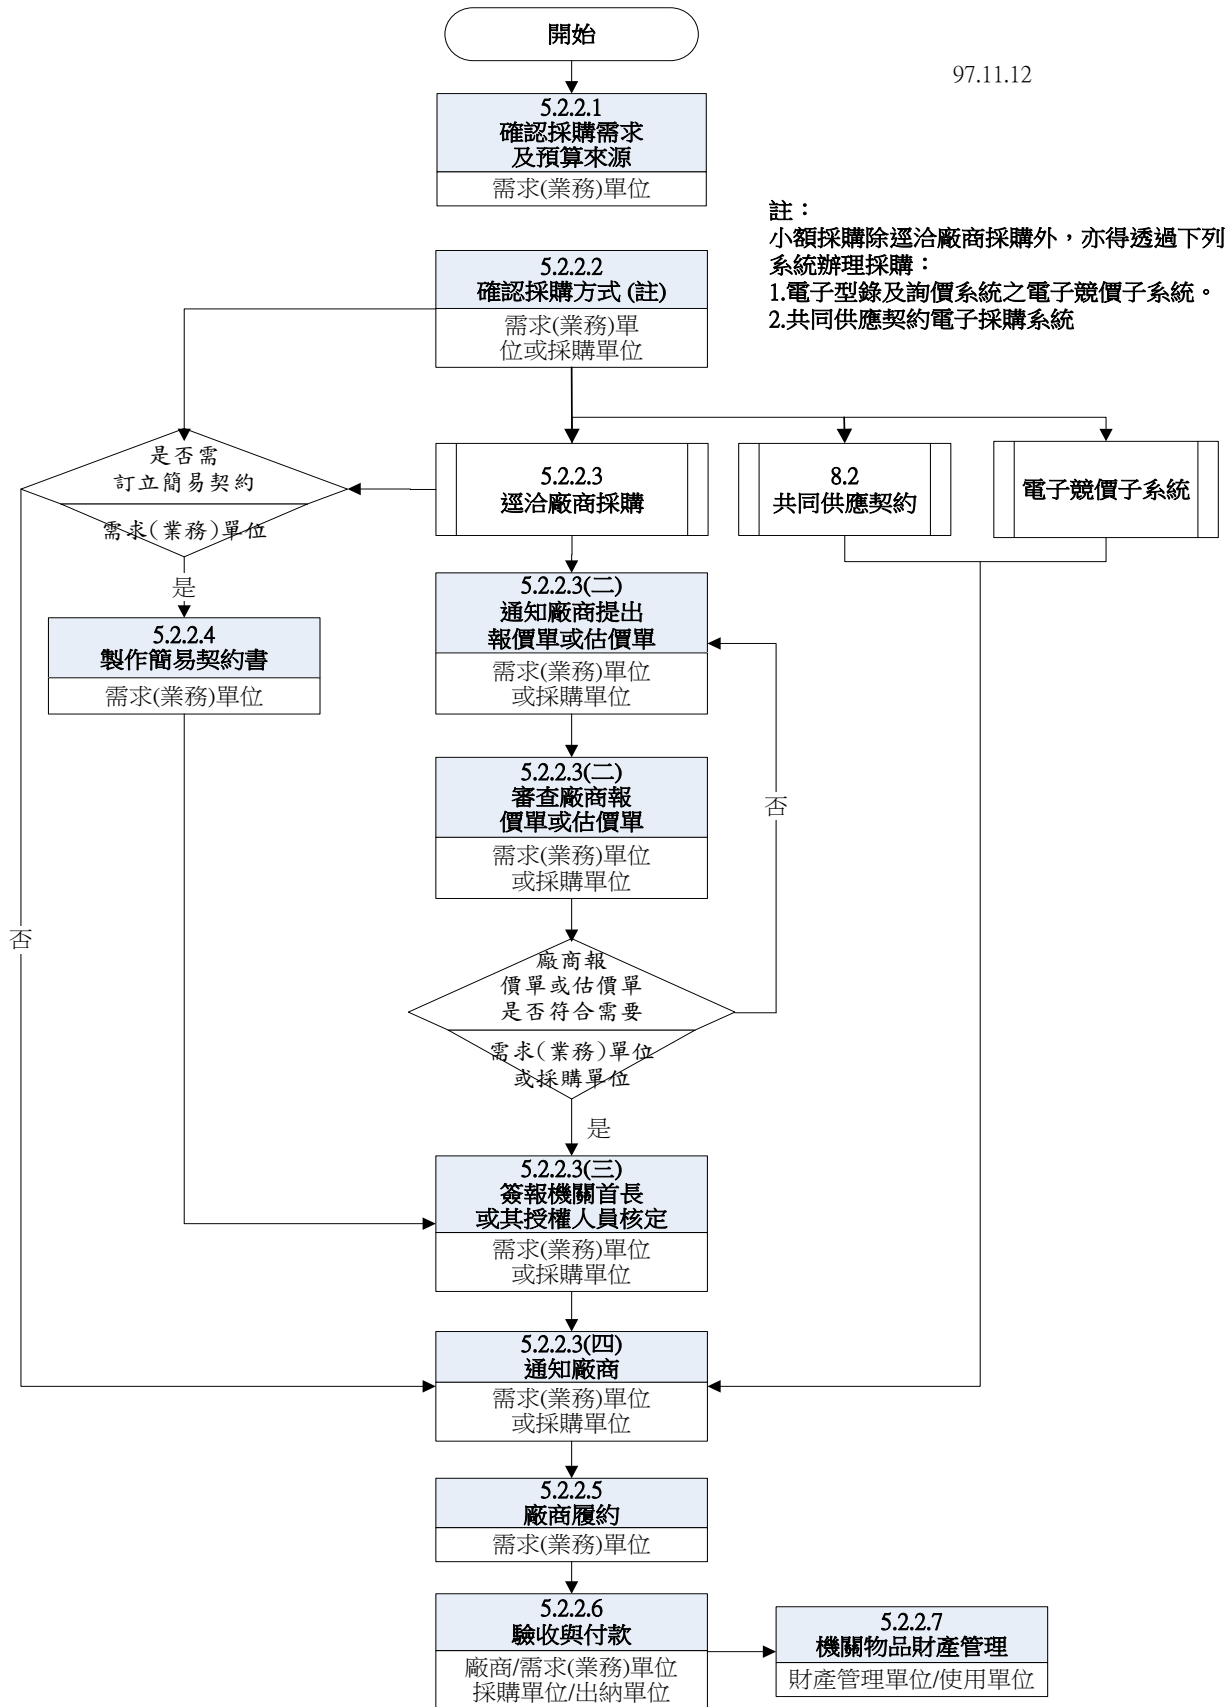 開始
97.11.12
5.2.2.1
確認採購需求
及預算來源
需求(業務)單位
註：
小額採購除逕洽廠商採購外，亦得透過下列
系統辦理採購：
1.電子型錄及詢價系統之電子競價子系統。
2.共同供應契約電子採購系統
5.2.2.2
確認採購方式 (註)
需求(業務)單
位或採購單位
是否需
訂立簡易契約
需求(業務)單位
5.2.2.3
逕洽廠商採購
8.2
共同供應契約
電子競價子系統
是
5.2.2.4
製作簡易契約書
需求(業務)單位
5.2.2.3(二)
通知廠商提出
報價單或估價單
需求(業務)單位
或採購單位
5.2.2.3(二)
審查廠商報
價單或估價單
需求(業務)單位
或採購單位
否
否
廠商報
價單或估價單
是否符合需要
需求(業務)單位
或採購單位
是
5.2.2.3(三)
簽報機關首長
或其授權人員核定
需求(業務)單位
或採購單位
5.2.2.3(四)
通知廠商
需求(業務)單位
或採購單位
5.2.2.5
廠商履約
需求(業務)單位
5.2.2.6
驗收與付款
廠商/需求(業務)單位
採購單位/出納單位
5.2.2.7
機關物品財產管理
財產管理單位/使用單位